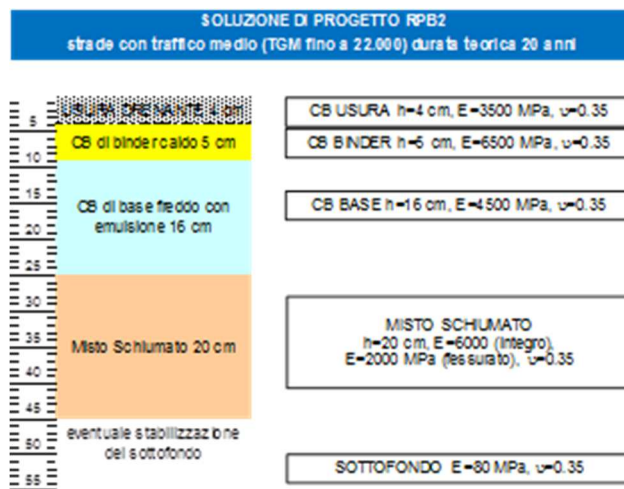 SOLUZIONE DI PROGETTO RPB2
strade con traffico medio (TGM fino a 22.000) durata teorica 20 anni
USURA DRENANTE 4 cm
CB USURA h=4 cm, E=3500 MPa, υ=0.35
5
CB di binder caldo 5 cm
CB BINDER h=5 cm, E=6500 MPa, υ=0.35
10
15
CB di base freddo con
emulsione 16 cm
CB BASE h=16 cm, E=4500 MPa, υ=0.35
20
25
30
35
Misto Schiumato 20 cm
MISTO SCHIUMATO
h=20 cm, E=6000 (integro),
E=2000 MPa (fessurato), υ=0.35
40
45
eventuale stabilizzazione
del sottofondo
50
55
SOTTOFONDO E=80 MPa, υ=0.35